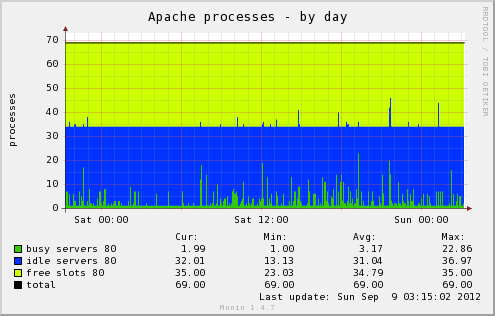 Apache processes - by day
RRDTOOL / TOBI OETIKER
processes
70
60
50
40
30
20
10
0
Sat 00:00 Sat 12:00 Sun 00:00
Cur: Min: Avg: Max:
busy servers 80 1.99 1.00 3.17 22.86
idle servers 80 32.01 13.13 31.04 36.97
free slots 80 35.00 23.03 34.79 35.00
total 69.00 69.00 69.00 69.00
Last update: Sun Sep 9 03:15:02 2012
Munin 1.4.7